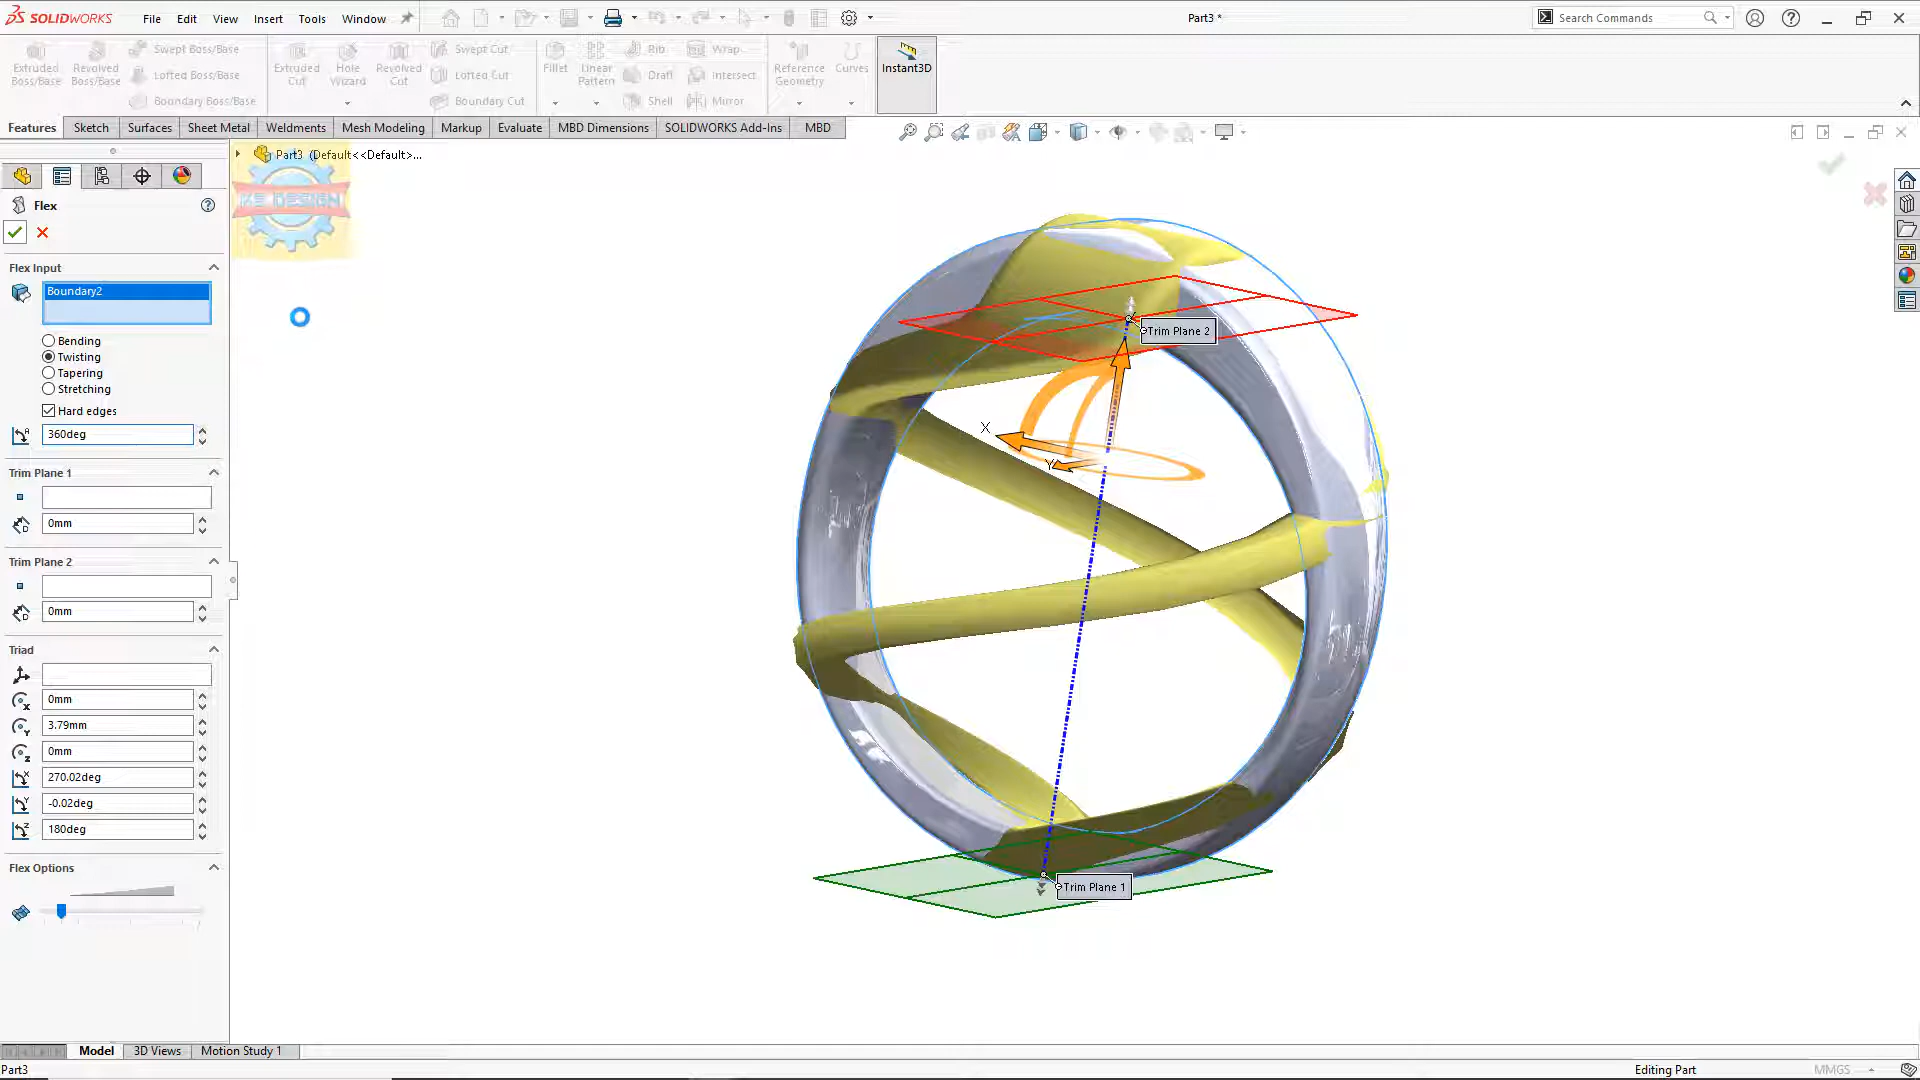 SOLIDWORKS File Edit View Insert Tools Window Part3 * Search Commands
Extruded Boss/Base
Revolved Boss/Base
Swept Boss/Base
Lofted Boss/Base
Boundary Boss/Base
Extruded Cut
Hole Wizard
Revolved Cut
Swept Cut
Lofted Cut
Boundary Cut
Fillet
Linear Pattern
Rib
Draft
Shell
Wrap
Intersect
Mirror
Reference Geometry
Curves
Instant3D
Features Sketch Surfaces Sheet Metal Weldments Mesh Modeling Markup Evaluate MBD Dimensions SOLIDWORKS Add-Ins MBD
Part3 (Default<<Default>...
KS DESIGN
Flex
Flex Input
Boundary2
Bending
Twisting
Tapering
Stretching
Hard edges
360deg
Trim Plane 1
0mm
Trim Plane 2
0mm
Triad
0mm
3.79mm
0mm
270.02deg
-0.02deg
180deg
Flex Options
Trim Plane 2
X
Y
Trim Plane 1
Model 3D Views Motion Study 1
Part3 Editing Part MMGS